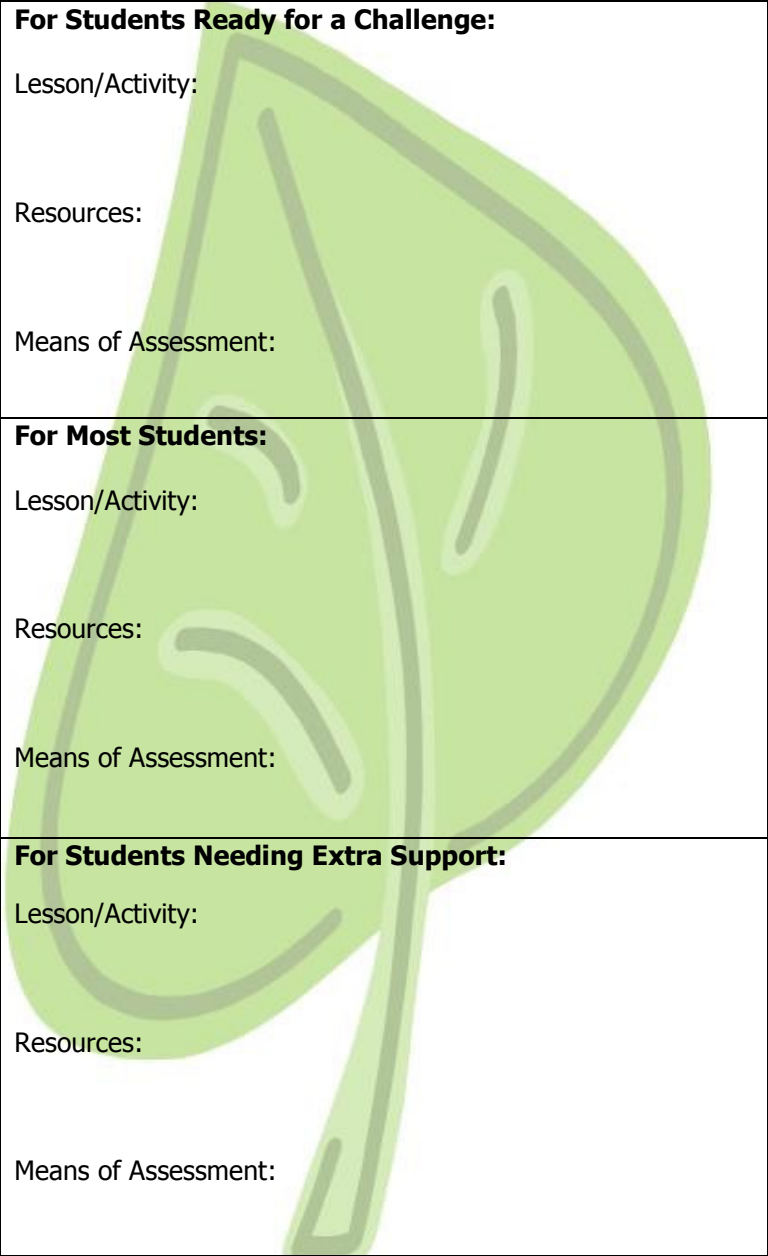 For Students Ready for a Challenge:
Lesson/Activity:
Resources:
Means of Assessment:
For Most Students:
Lesson/Activity:
Resources:
Means of Assessment:
For Students Needing Extra Support:
Lesson/Activity:
Resources:
Means of Assessment: